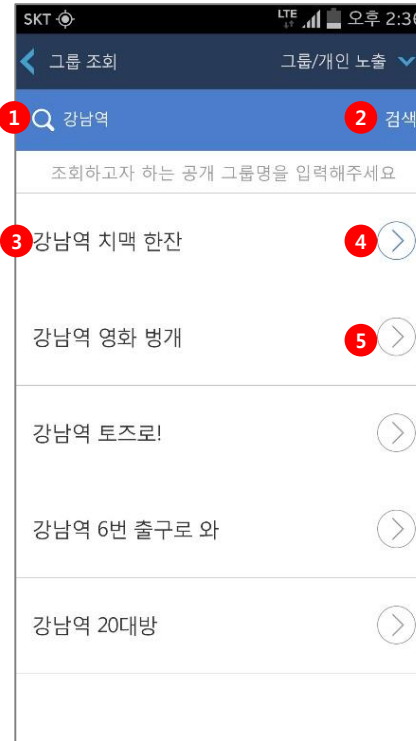 SKT LTE 오후 2:36
그룹 조회 그룹/개인 노출
1 강남역 2 검색
조회하고자 하는 공개 그룹명을 입력해주세요
3 강남역 치맥 한잔 4
강남역 영화 벙개 5
강남역 토즈로!
강남역 6번 출구로 와
강남역 20대방